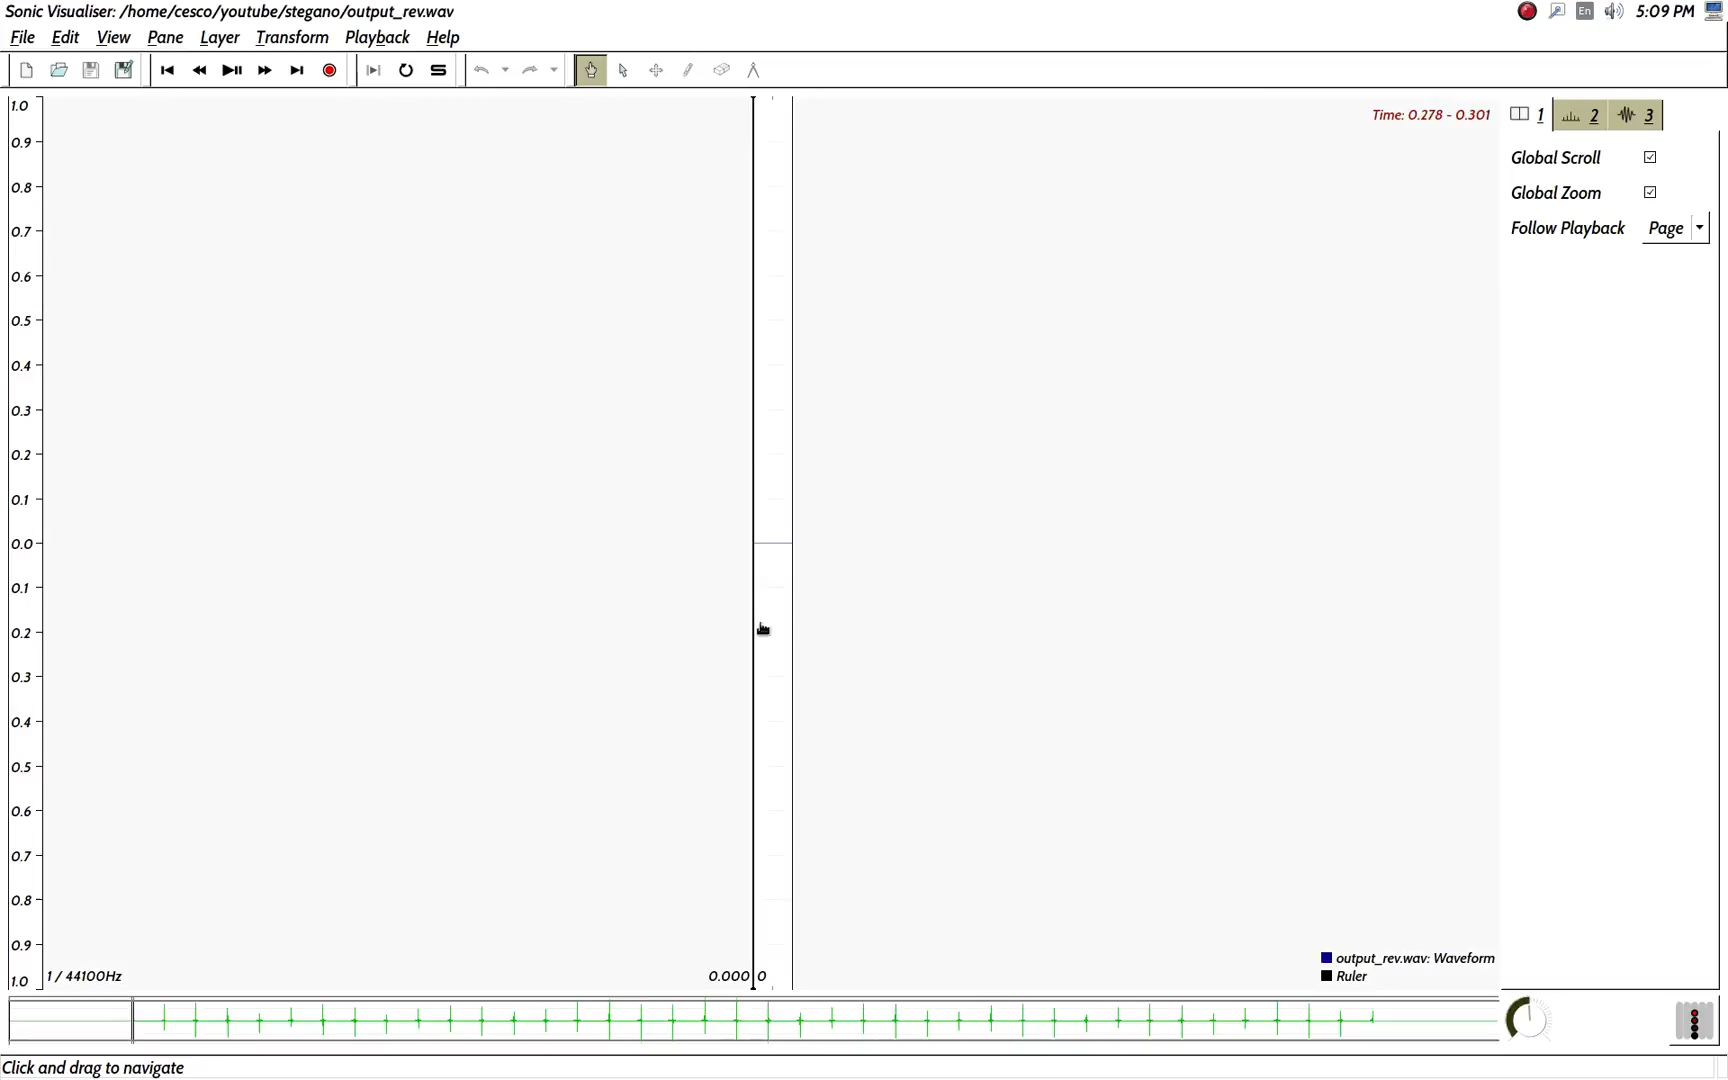 Sonic Visualiser: /home/cesco/youtube/stegano/output_rev.wav
En
5:09 PM
File Edit View Pane Layer Transform Playback Help
1.0
0.9
0.8
0.7
0.6
0.5
0.4
0.3
0.2
0.1
0.0
0.1
0.2
0.3
0.4
0.5
0.6
0.7
0.8
0.9
1.0
Time: 0.278 - 0.301
1 2 3
Global Scroll
Global Zoom
Follow Playback Page
1 / 44100Hz
0.000 0
output_rev.wav: Waveform
Ruler
Click and drag to navigate